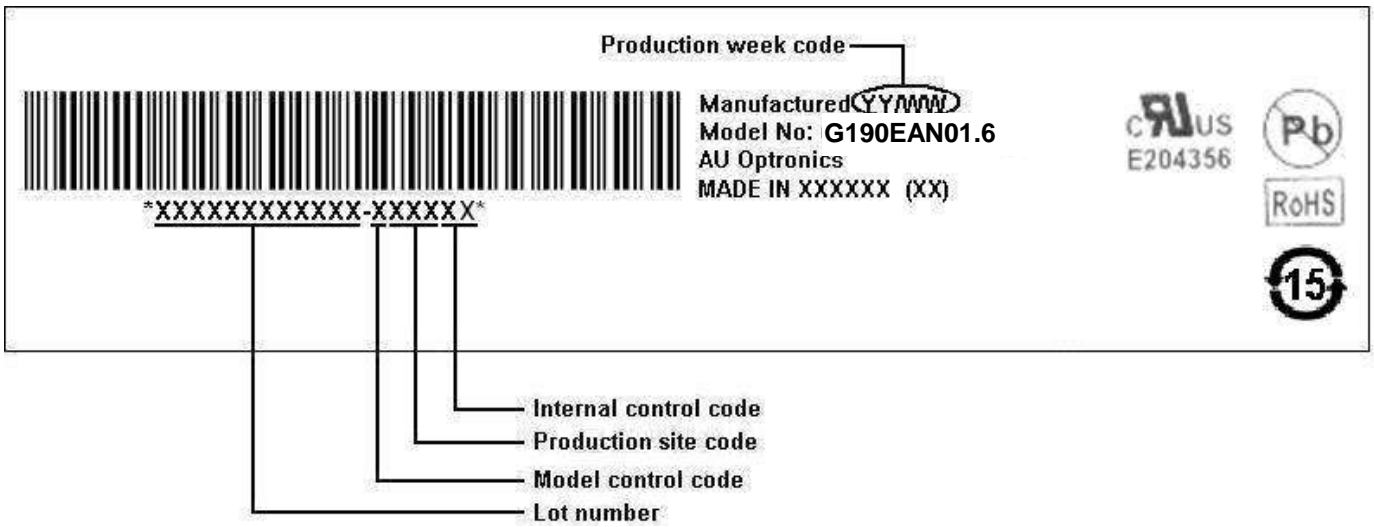 Production week code
Manufactured YY/WW
Model No: G190EAN01.6
AU Optronics
MADE IN XXXXXX (XX)
*XXXXXXXXXXXX-XXXXXX*
c RU US
E204356
Pb
RoHS
15
Internal control code
Production site code
Model control code
Lot number